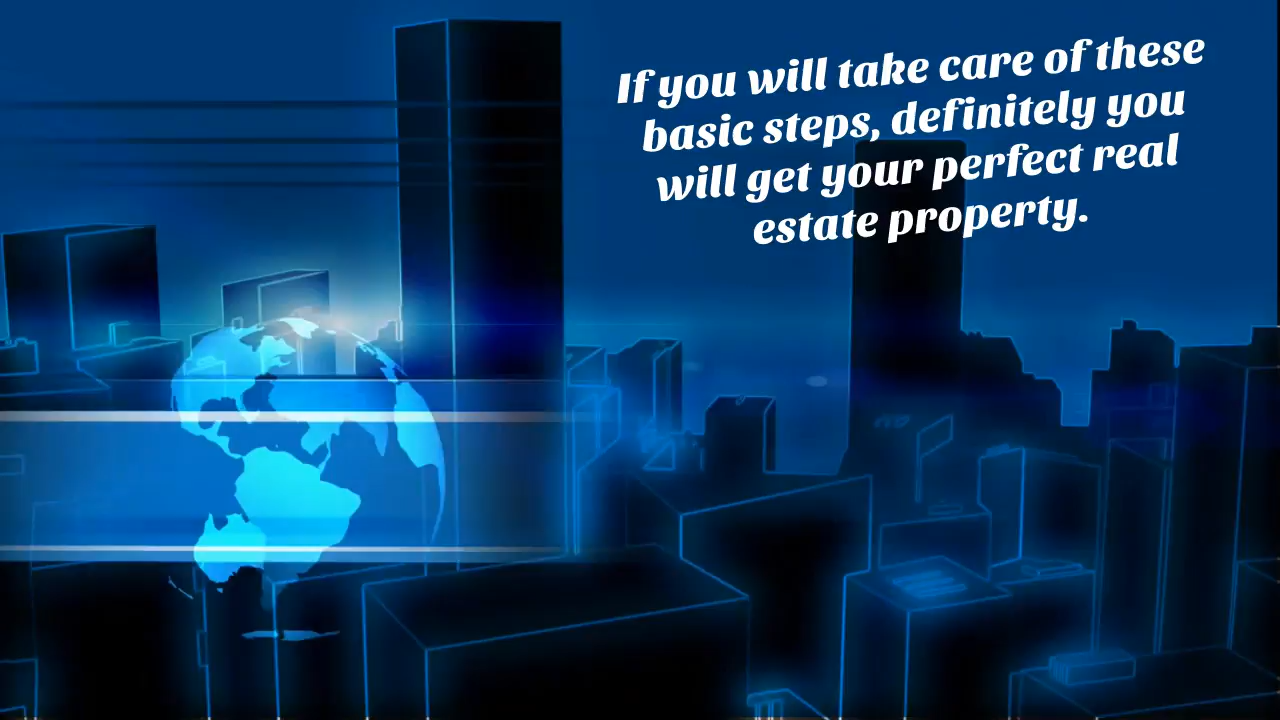 If you will take care of these
basic steps, definitely you
will get your perfect real
estate property.